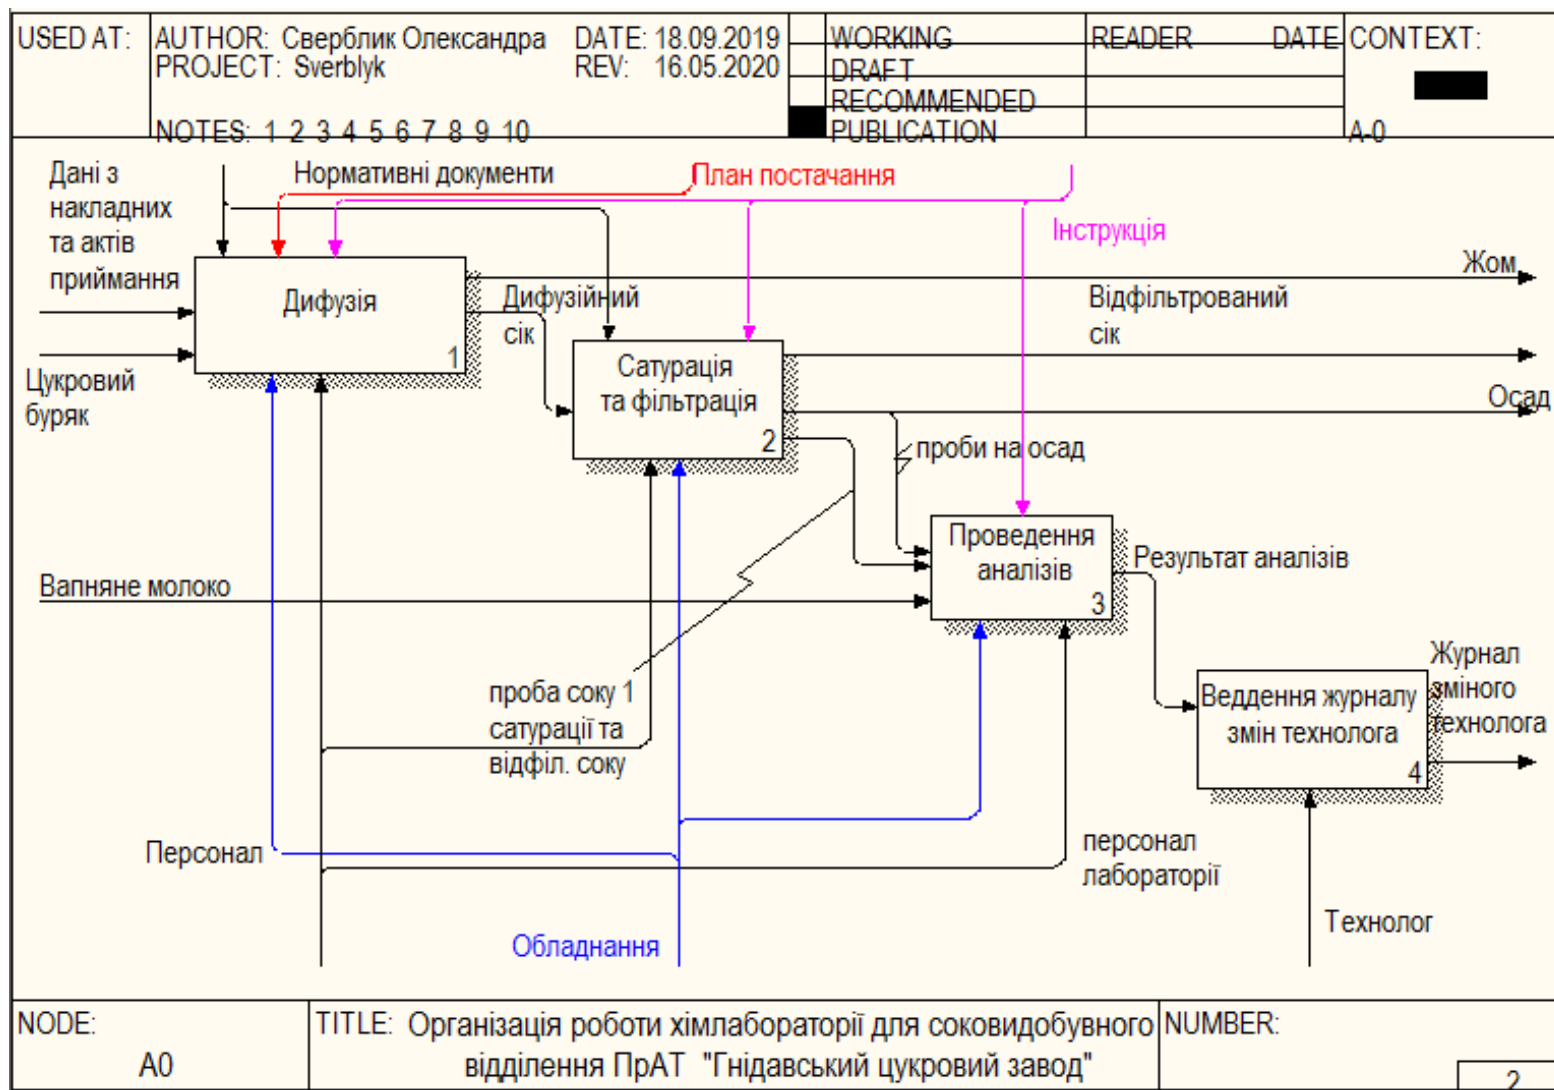 USED AT:
AUTHOR: Сверблик Олександра
DATE: 18.09.2019
PROJECT: Sverblyk
REV: 16.05.2020
NOTES: 1 2 3 4 5 6 7 8 9 10
WORKING
DRAFT
RECOMMENDED
PUBLICATION
READER
DATE
CONTEXT:
A-0
Дані з
накладних
та актів
приймання
Нормативні документи
План постачання
Інструкція
Жом
Дифузія
1
Дифузійний
сік
Відфільтрований
сік
Цукровий
буряк
Сатурація
та фільтрація
2
Осад
проби на осад
Проведення
аналізів
3
Результат аналізів
Вапняне молоко
проба соку 1
сатурації та
відфіл. соку
Журнал
зміного
технолога
Веддення журналу
змін технолога
4
Персонал
персонал
лабораторії
Обладнання
Технолог
NODE:
A0
TITLE: Організація роботи хімлабораторії для соковидобувного
відділення ПрАТ "Гнідавський цукровий завод"
NUMBER:
2